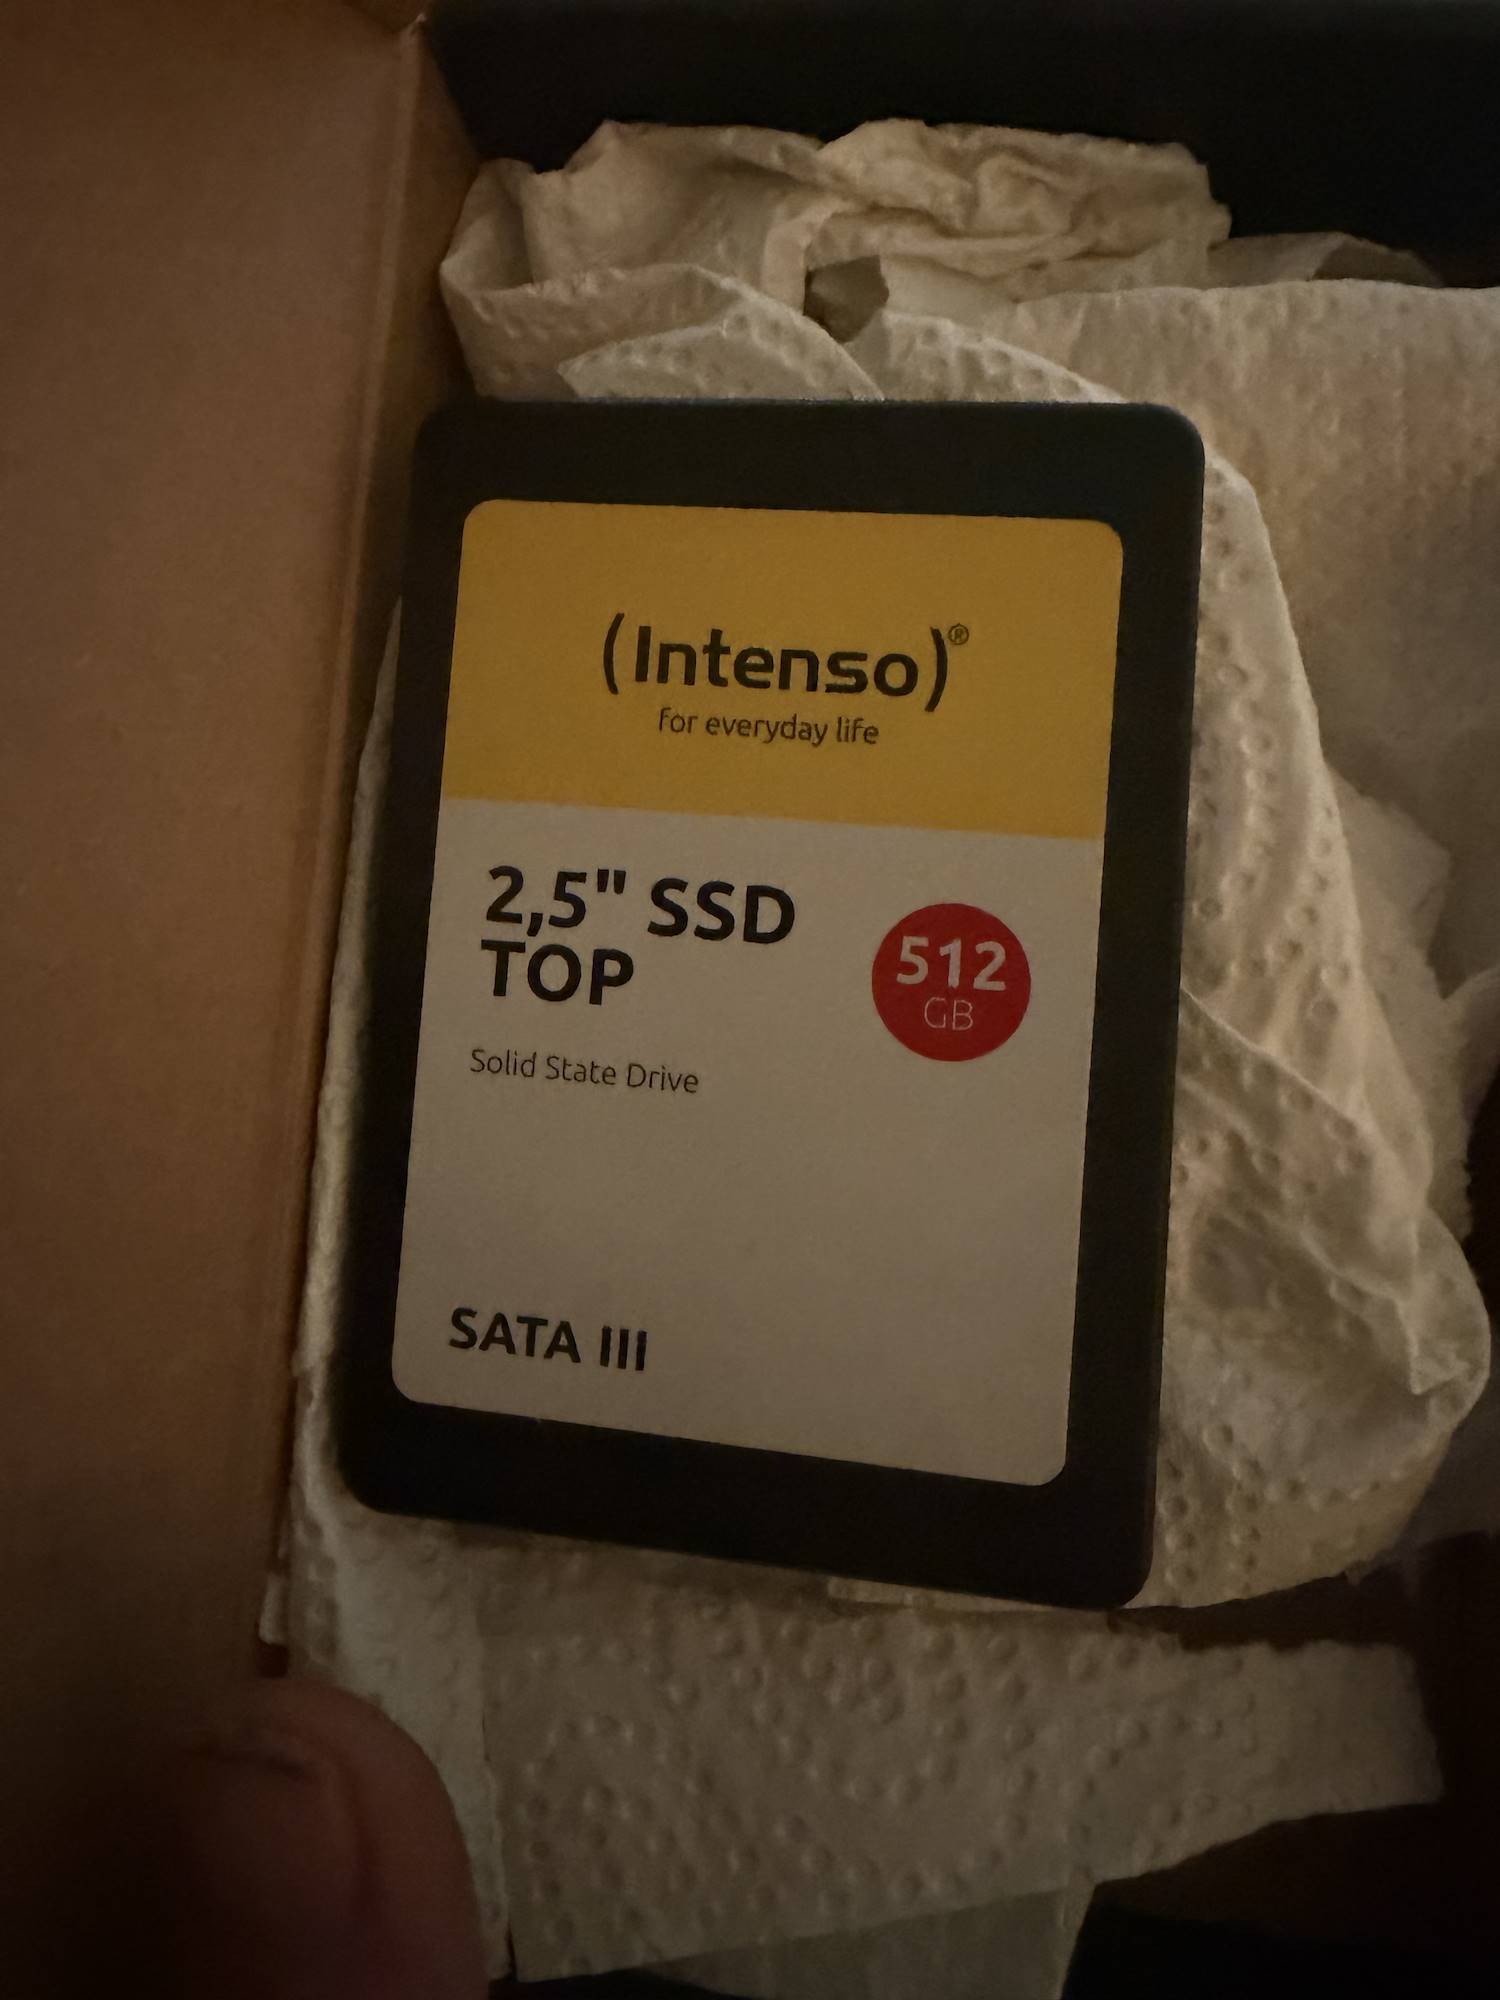 (Intenso)®
for everyday life
2,5" SSD
TOP
512
GB
Solid State Drive
SATA III